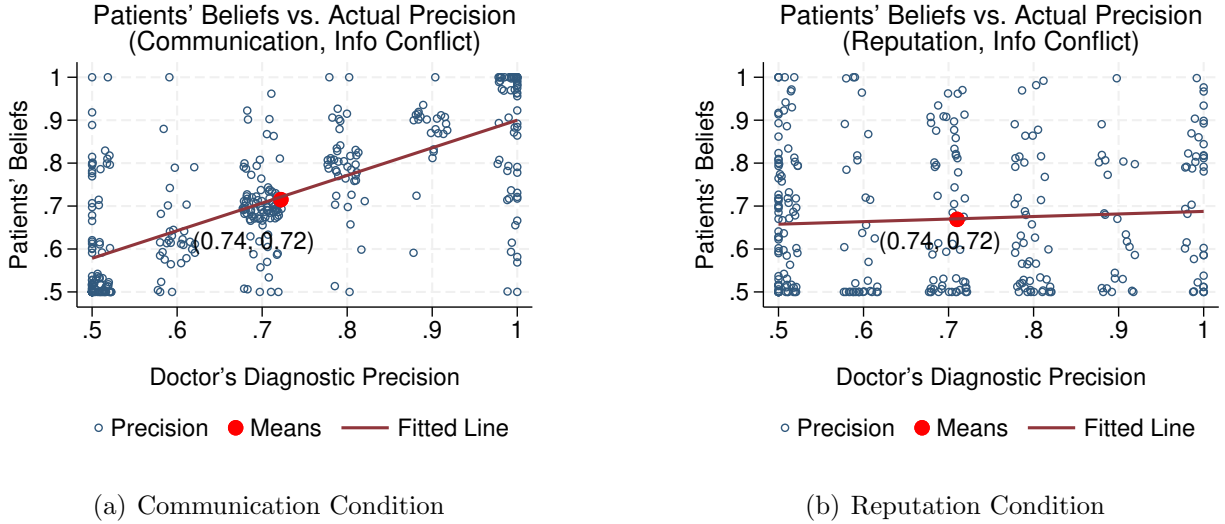 Patients' Beliefs vs. Actual Precision
(Communication, Info Conflict)
1
.9
.8
.7
.6
.5
Patients' Beliefs
(0.74, 0.72)
.5 .6 .7 .8 .9 1
Doctor's Diagnostic Precision
Precision Means Fitted Line
(a) Communication Condition
Patients' Beliefs vs. Actual Precision
(Reputation, Info Conflict)
1
.9
.8
.7
.6
.5
Patients' Beliefs
(0.74, 0.72)
.5 .6 .7 .8 .9 1
Doctor's Diagnostic Precision
Precision Means Fitted Line
(b) Reputation Condition